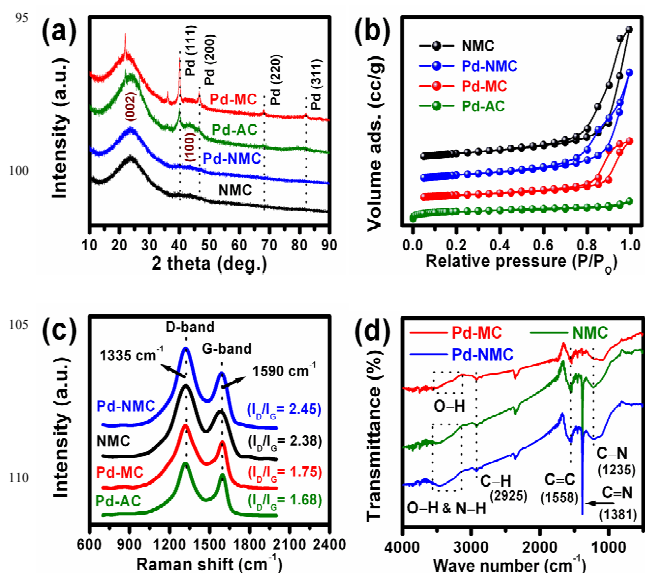 95
100
105
110
(a)
Intensity (a.u.)
Pd (111)
Pd (200)
Pd (220)
Pd (311)
Pd-MC
(002)
Pd-AC
(100)
Pd-NMC
NMC
10 20 30 40 50 60 70 80 90
2 theta (deg.)
(b)
Volume ads. (cc/g)
NMC
Pd-NMC
Pd-MC
Pd-AC
0.0 0.2 0.4 0.6 0.8 1.0
Relative pressure (P/P0)
(c)
Intensity (a.u.)
D-band
G-band
1335 cm-1
1590 cm-1
Pd-NMC
(ID/IG= 2.45)
NMC
(ID/IG = 2.38)
Pd-MC
(ID/IG= 1.75)
Pd-AC
(ID/IG= 1.68)
600 900 1200 1500 1800 2100 2400
Raman shift (cm-1)
(d)
Transmittance (%)
Pd-MC
NMC
Pd-NMC
O–H
O–H & N–H
C–H
(2925)
C=C
(1558)
C–N
(1235)
C=N
(1381)
4000 3000 2000 1000
Wave number (cm-1)